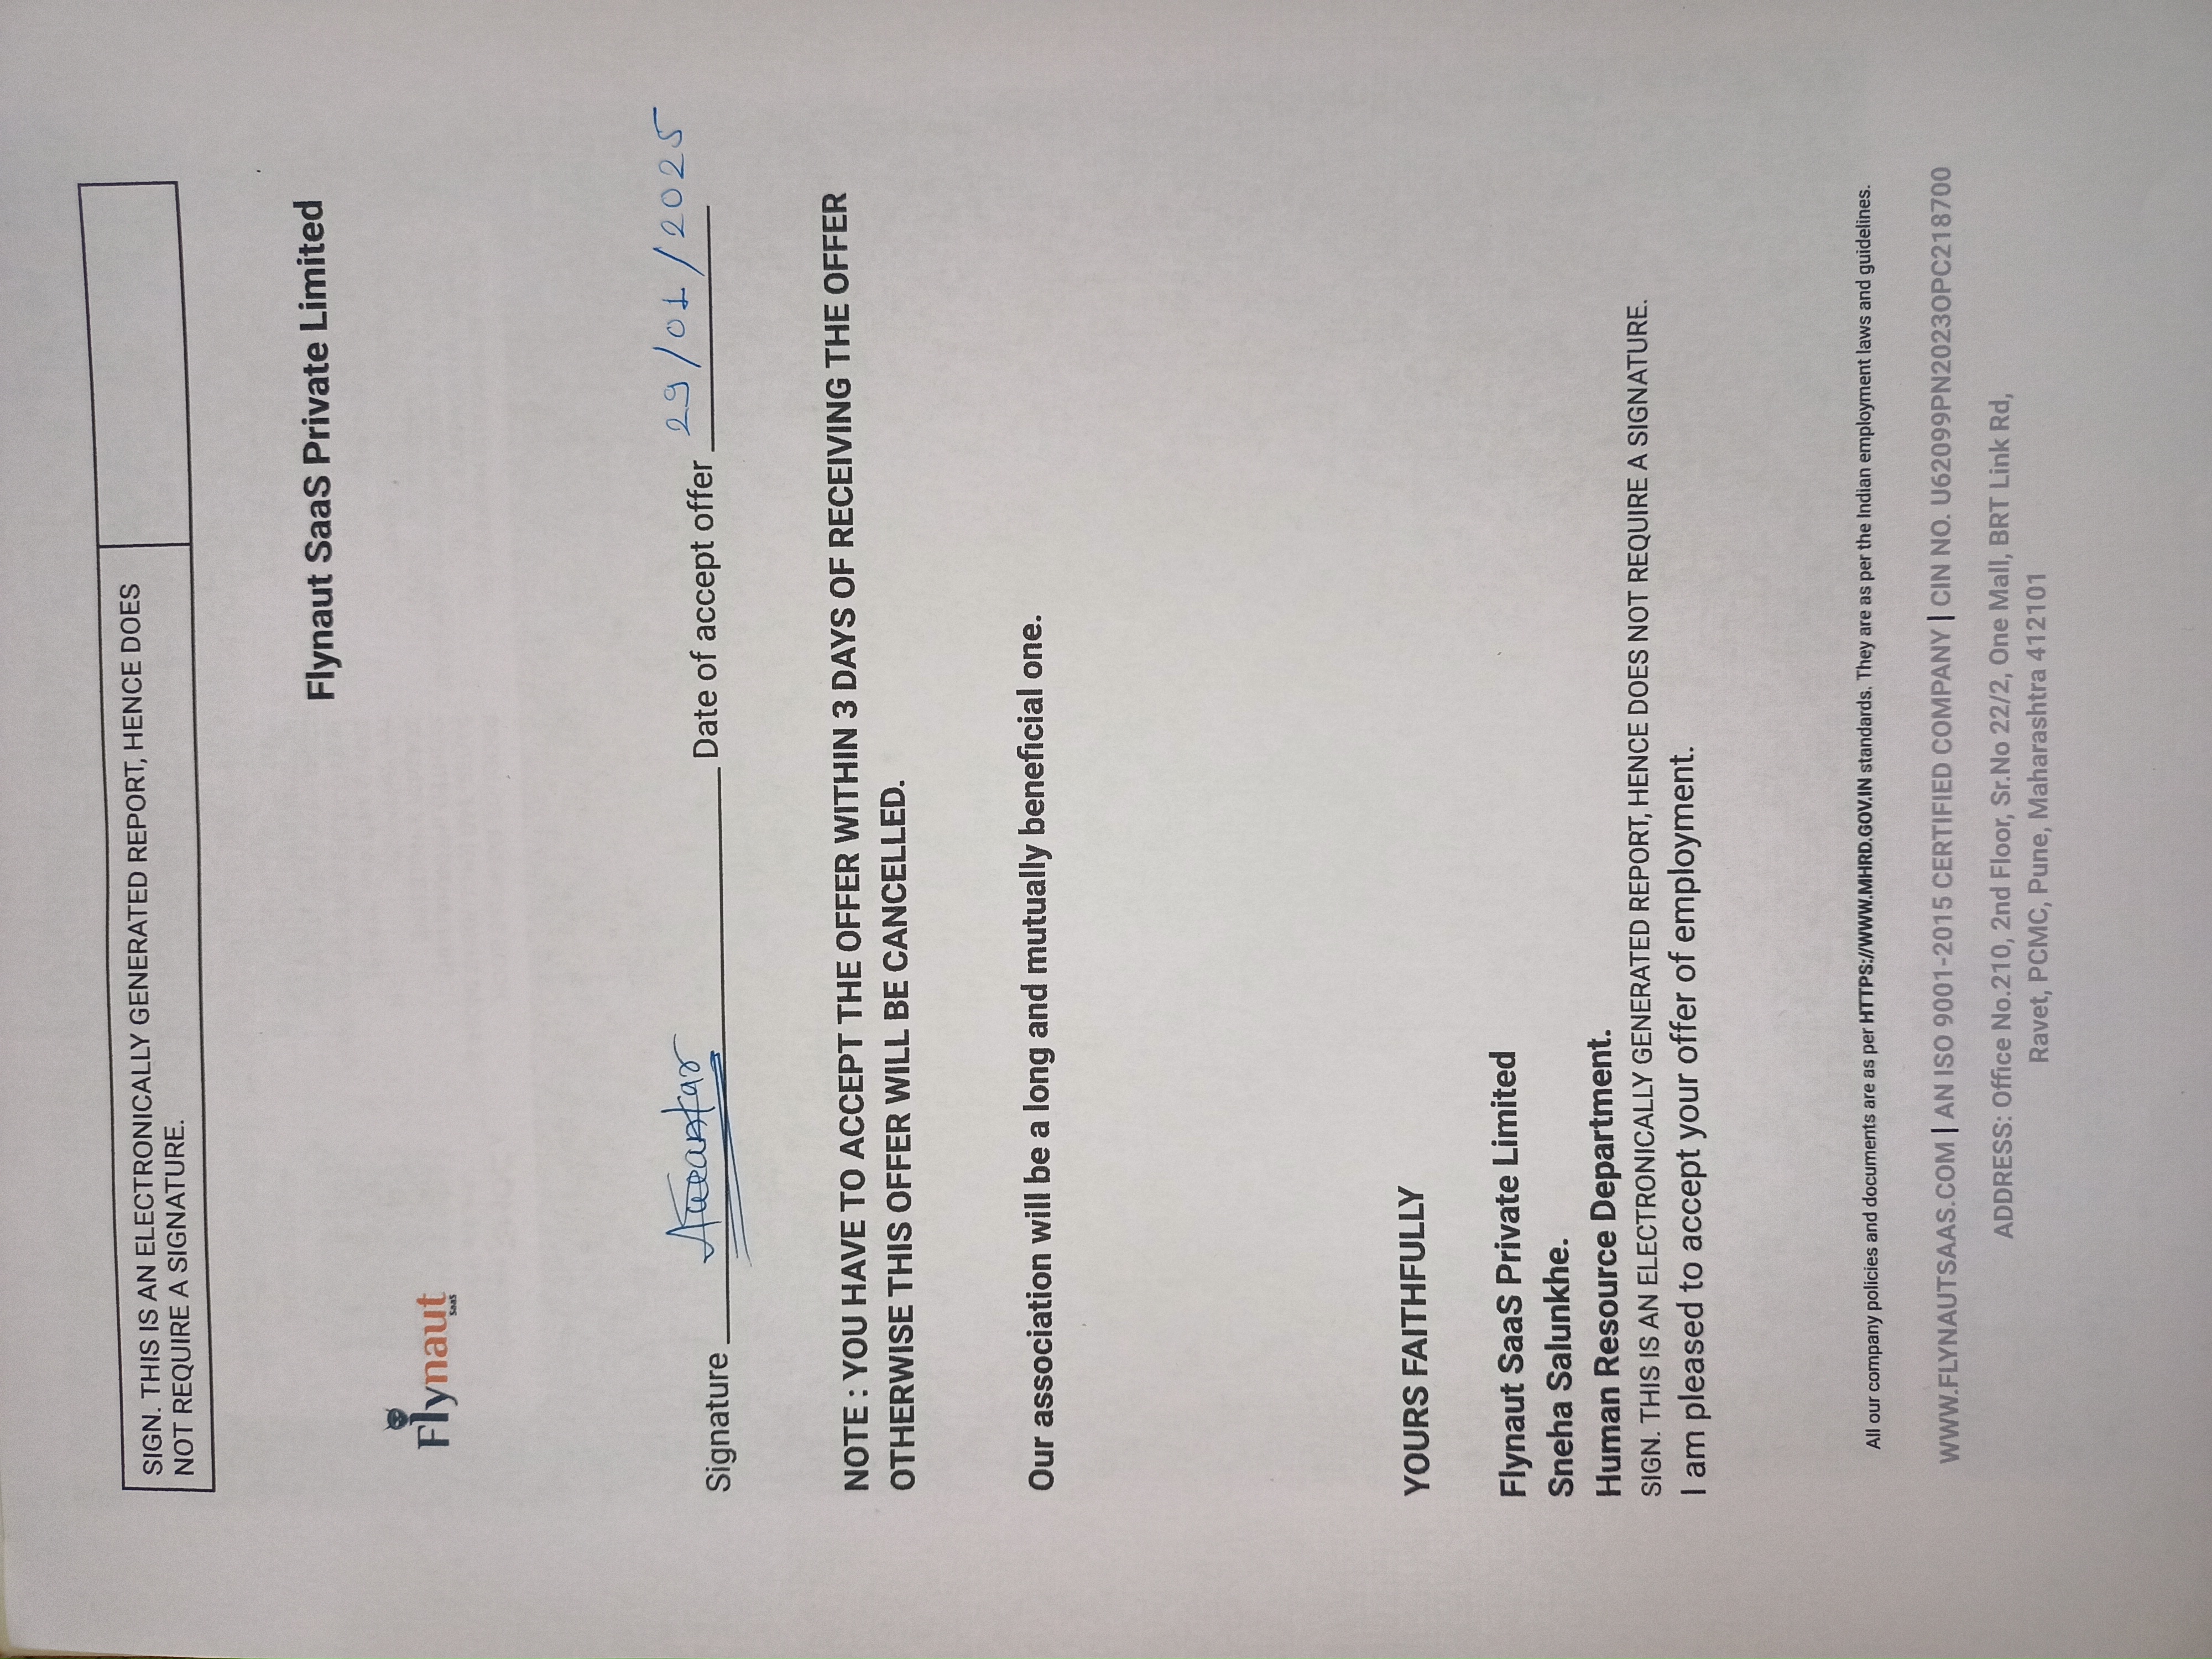 SIGN. THIS IS AN ELECTRONICALLY GENERATED REPORT, HENCE DOES
NOT REQUIRE A SIGNATURE.
Flynaut SaaS Private Limited
Flynaut
SaaS
Signature Date of accept offer 29/01/2025
NOTE : YOU HAVE TO ACCEPT THE OFFER WITHIN 3 DAYS OF RECEIVING THE OFFER
OTHERWISE THIS OFFER WILL BE CANCELLED.
Our association will be a long and mutually beneficial one.
YOURS FAITHFULLY
Flynaut SaaS Private Limited
Sneha Salunkhe.
Human Resource Department.
SIGN. THIS IS AN ELECTRONICALLY GENERATED REPORT, HENCE DOES NOT REQUIRE A SIGNATURE.
I am pleased to accept your offer of employment.
All our company policies and documents are as per HTTPS://WWW.MHRD.GOV.IN standards. They are as per the Indian employment laws and guidelines.
WWW.FLYNAUTSAAS.COM | AN ISO 9001-2015 CERTIFIED COMPANY | CIN NO. U62099PN2023OPC218700
ADDRESS: Office No.210, 2nd Floor, Sr.No 22/2, One Mall, BRT Link Rd,
Ravet, PCMC, Pune, Maharashtra 412101